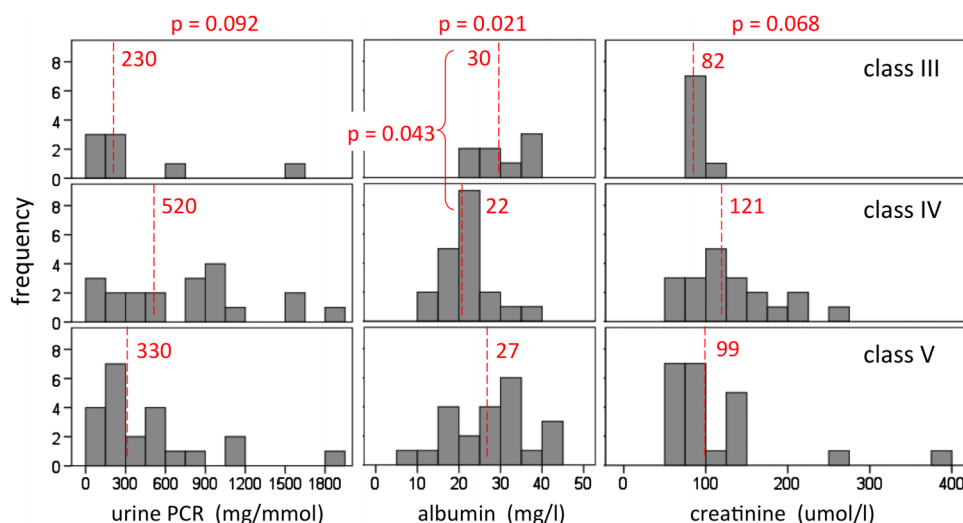 p = 0.092 p = 0.021 p = 0.068
8 230 30 82 class III
6
4 p = 0.043
2
0
8 520 22 121 class IV
6
4
2
0
8 330 27 99 class V
6
4
2
0
frequency
0 300 600 900 1200 1500 1800 0 10 20 30 40 50 0 100 200 300 400
urine PCR (mg/mmol) albumin (mg/l) creatinine (umol/l)